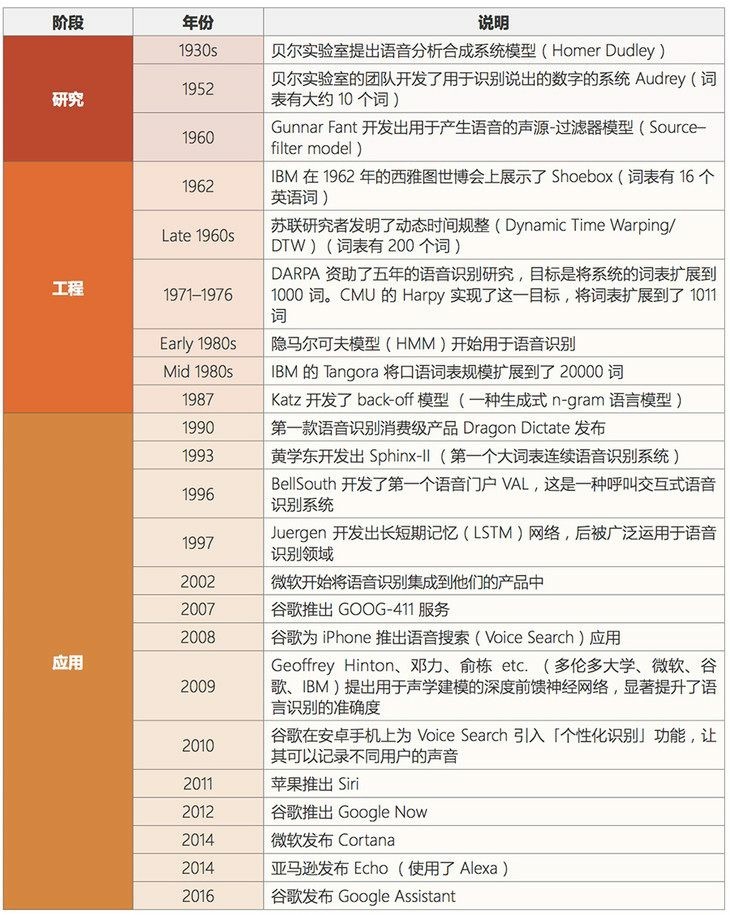 阶段 年份 说明
研究
1930s 贝尔实验室提出语音分析合成系统模型（Homer Dudley）
1952 贝尔实验室的团队开发了用于识别说出的数字的系统 Audrey（词
表有大约 10 个词）
1960 Gunnar Fant 开发出用于产生语音的声源-过滤器模型（Source–
filter model）
工程
1962 IBM 在 1962 年的西雅图世博会上展示了 Shoebox（词表有 16 个
英语词）
Late 1960s 苏联研究者发明了动态时间规整（Dynamic Time Warping/
DTW）（词表有 200 个词）
1971–1976 DARPA 资助了五年的语音识别研究，目标是将系统的词表扩展到
1000 词。CMU 的 Harpy 实现了这一目标，将词表扩展到了 1011
词
Early 1980s 隐马尔可夫模型（HMM）开始用于语音识别
Mid 1980s IBM 的 Tangora 将口语词表规模扩展到了 20000 词
1987 Katz 开发了 back-off 模型 （一种生成式 n-gram 语言模型）
应用
1990 第一款语音识别消费级产品 Dragon Dictate 发布
1993 黄学东开发出 Sphinx-II （第一个大词表连续语音识别系统）
1996 BellSouth 开发了第一个语音门户 VAL，这是一种呼叫交互式语音
识别系统
1997 Juergen 开发出长短期记忆（LSTM）网络，后被广泛运用于语音
识别领域
2002 微软开始将语音识别集成到他们的产品中
2007 谷歌推出 GOOG-411 服务
2008 谷歌为 iPhone 推出语音搜索（Voice Search）应用
2009 Geoffrey Hinton、邓力、俞栋 etc. （多伦多大学、微软、谷
歌、IBM）提出用于声学建模的深度前馈神经网络，显著提升了语
言识别的准确度
2010 谷歌在安卓手机上为 Voice Search 引入「个性化识别」功能，让
其可以记录不同用户的声音
2011 苹果推出 Siri
2012 谷歌推出 Google Now
2014 微软发布 Cortana
2014 亚马逊发布 Echo （使用了 Alexa）
2016 谷歌发布 Google Assistant